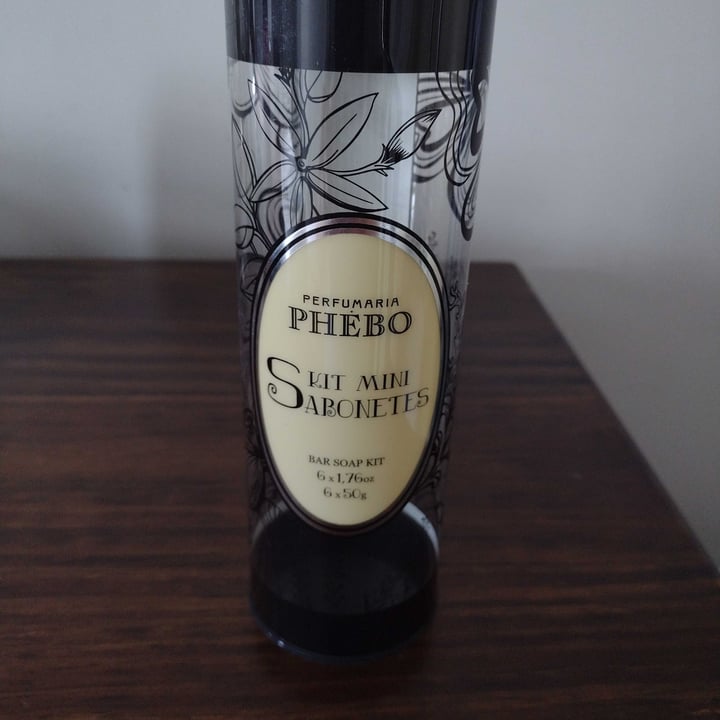 PERFUMARIA
PHEBO
KIT MINI
SABONETES
BAR SOAP KIT
6 x 1,76oz
6 x 50g